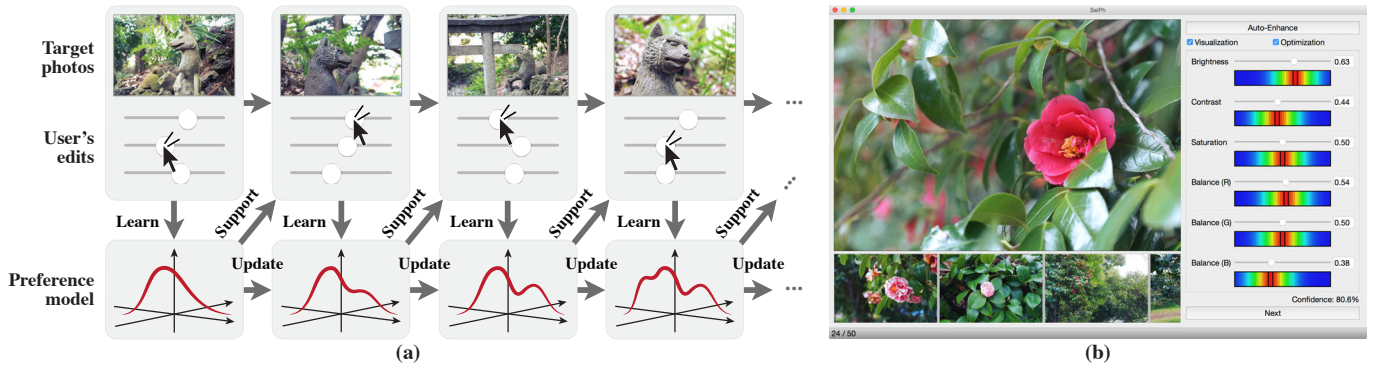 Target
photos
User's
edits
Learn
Support
Learn
Support
Learn
Support
Learn
Support
Preference
model
Update
Update
Update
Update
(a)
SelPh
Auto-Enhance
Visualization
Optimization
Brightness
0.63
Contrast
0.44
Saturation
0.50
Balance (R)
0.54
Balance (G)
0.50
Balance (B)
0.38
Confidence: 80.6%
Next
24 / 50
(b)